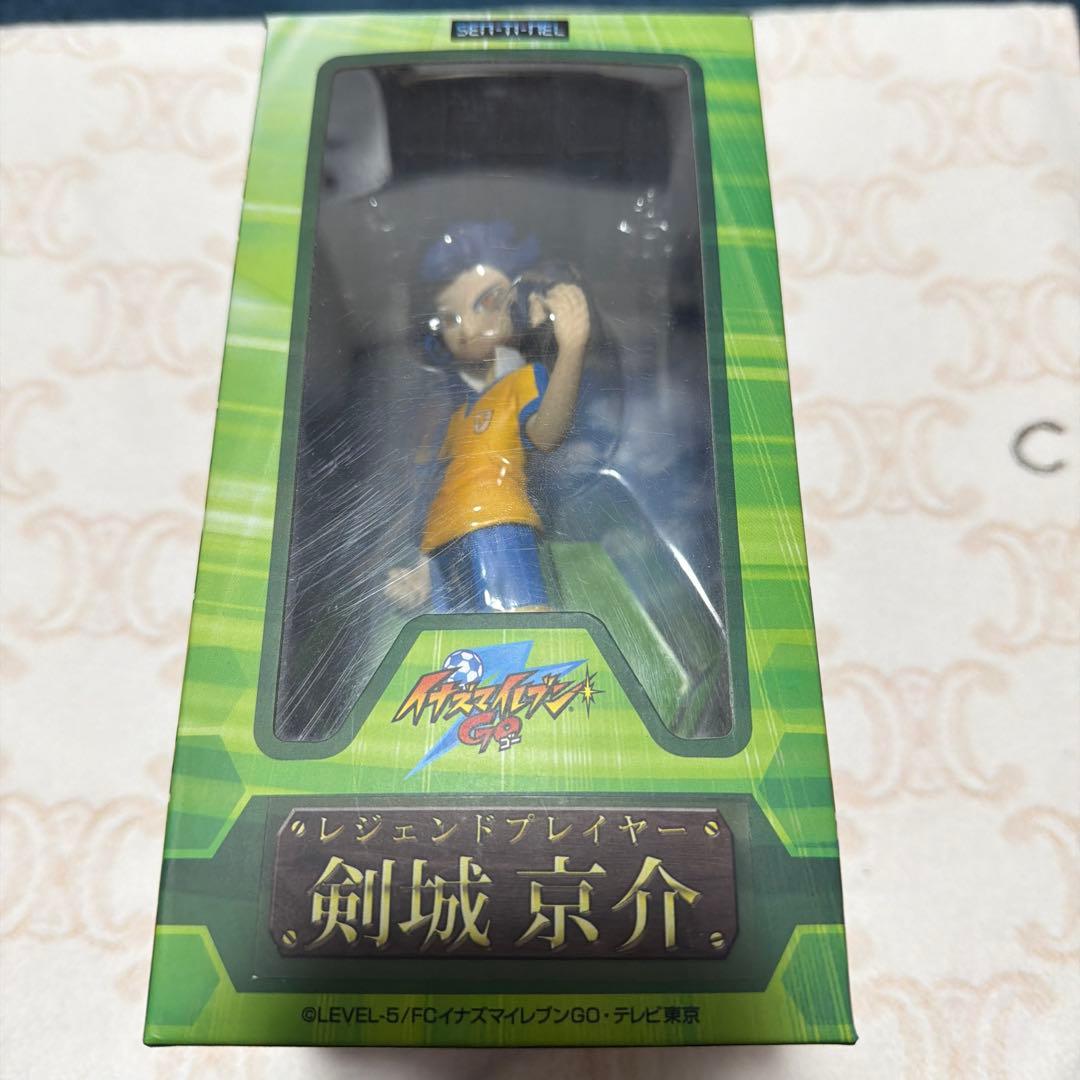 SEN-TI-NEL
イナズマイレブン
GO
ゴー
レジェンドプレイヤー
剣城 京介
©LEVEL-5/FCイナズマイレブンGO・テレビ東京
C